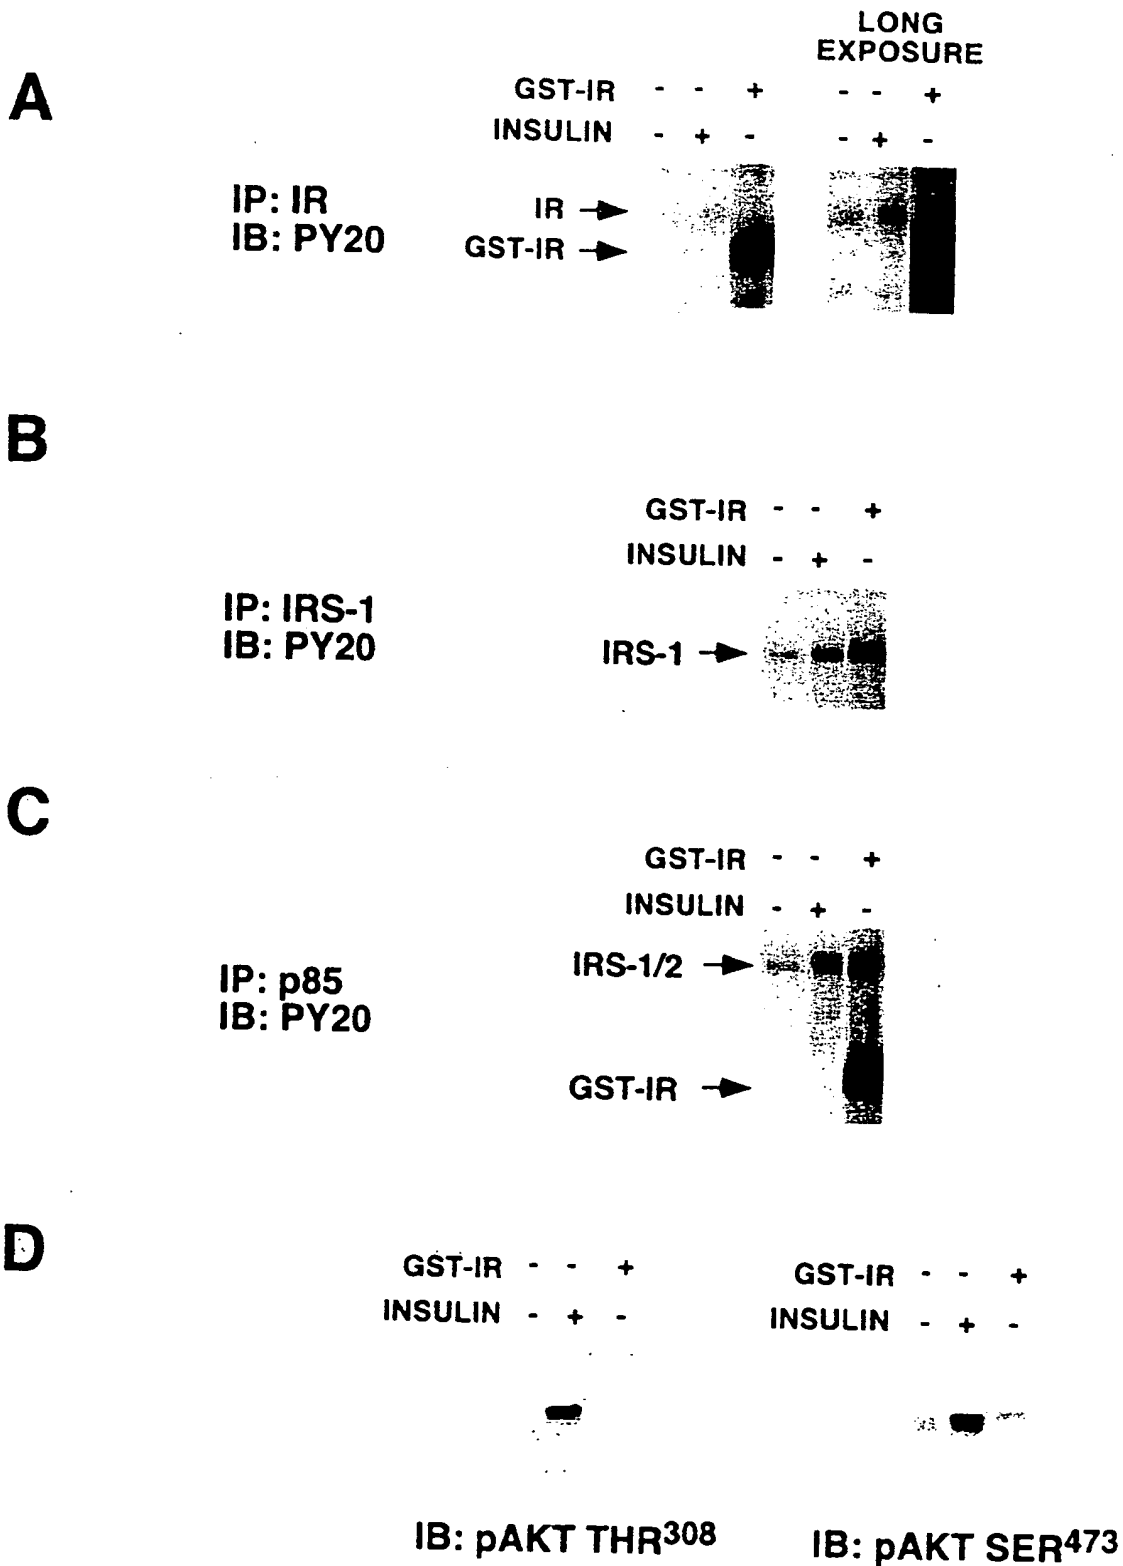 LONG
EXPOSURE
A
GST-IR - - + - - +
INSULIN - + - - + -
IP: IR
IB: PY20
IR
GST-IR
B
GST-IR - - +
INSULIN - + -
IP: IRS-1
IB: PY20
IRS-1
C
GST-IR - - +
INSULIN - + -
IRS-1/2
IP: p85
IB: PY20
GST-IR
D
GST-IR - - +
INSULIN - + -
GST-IR - - +
INSULIN - + -
IB: pAKT THR308
IB: pAKT SER473